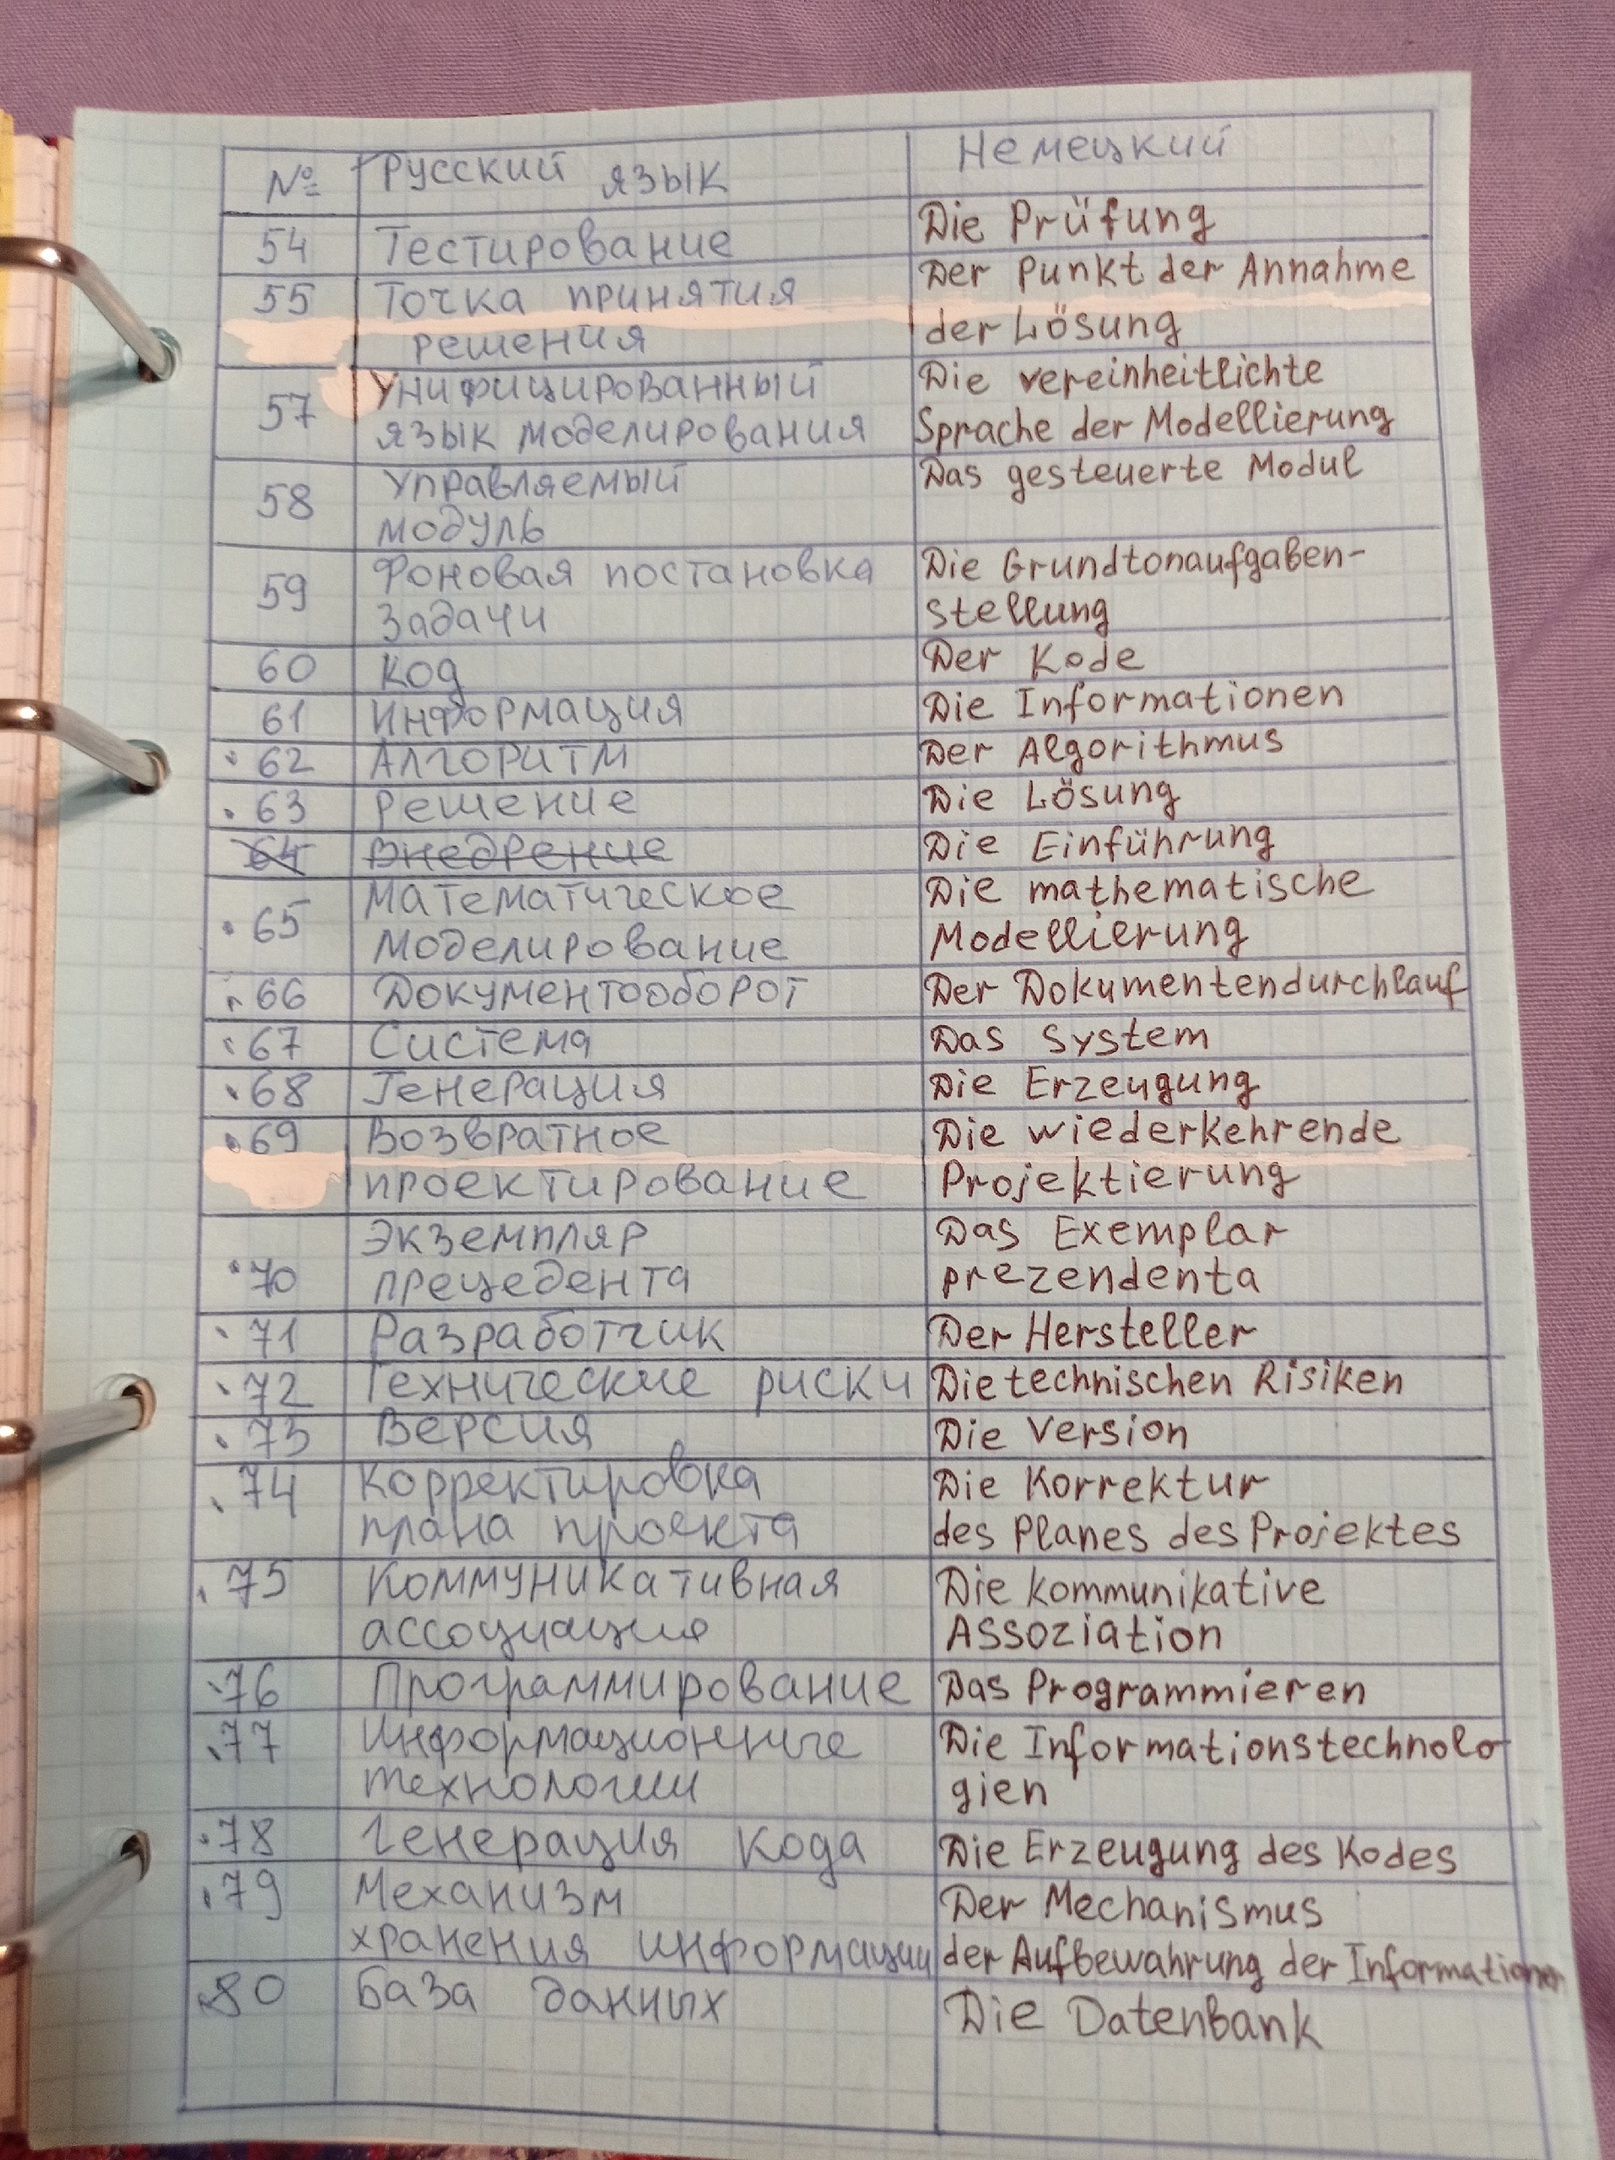 № Русский язык Немецкий
54 Тестирование Die Prüfung
55 Точка принятия Der Punkt der Annahme
решения der Lösung
57 Унифицированный Die vereinheitlichte
язык моделирования Sprache der Modellierung
58 Управляемый Das gesteuerte Modul
модуль
59 Фоновая постановка Die Grundtonaufgaben-
задачи stellung
60 Код Der Kode
61 Информация Die Informationen
62 Алгоритм Der Algorithmus
63 Решение Die Lösung
64 Внедрение Die Einführung
65 Математическое Die mathematische
моделирование Modellierung
66 Документооборот Der Dokumentendurchlauf
67 Система Das System
68 Генерация Die Erzeugung
69 Возвратное Die wiederkehrende
проектирование Projektierung
70 Экземпляр Das Exemplar
прецедента prezendenta
71 Разработчик Der Hersteller
72 Технические риски Die technischen Risiken
73 Версия Die Version
74 Корректировка Die Korrektur
плана проекта des Planes des Projektes
75 Коммуникативная Die kommunikative
ассоциация Assoziation
76 Программирование Das Programmieren
77 Информационные Die Informationstechnolo
технологии gien
78 Генерация кода Die Erzeugung des Kodes
79 Механизм Der Mechanismus
хранения информации der Aufbewahrung der Informationen
80 База данных Die Datenbank